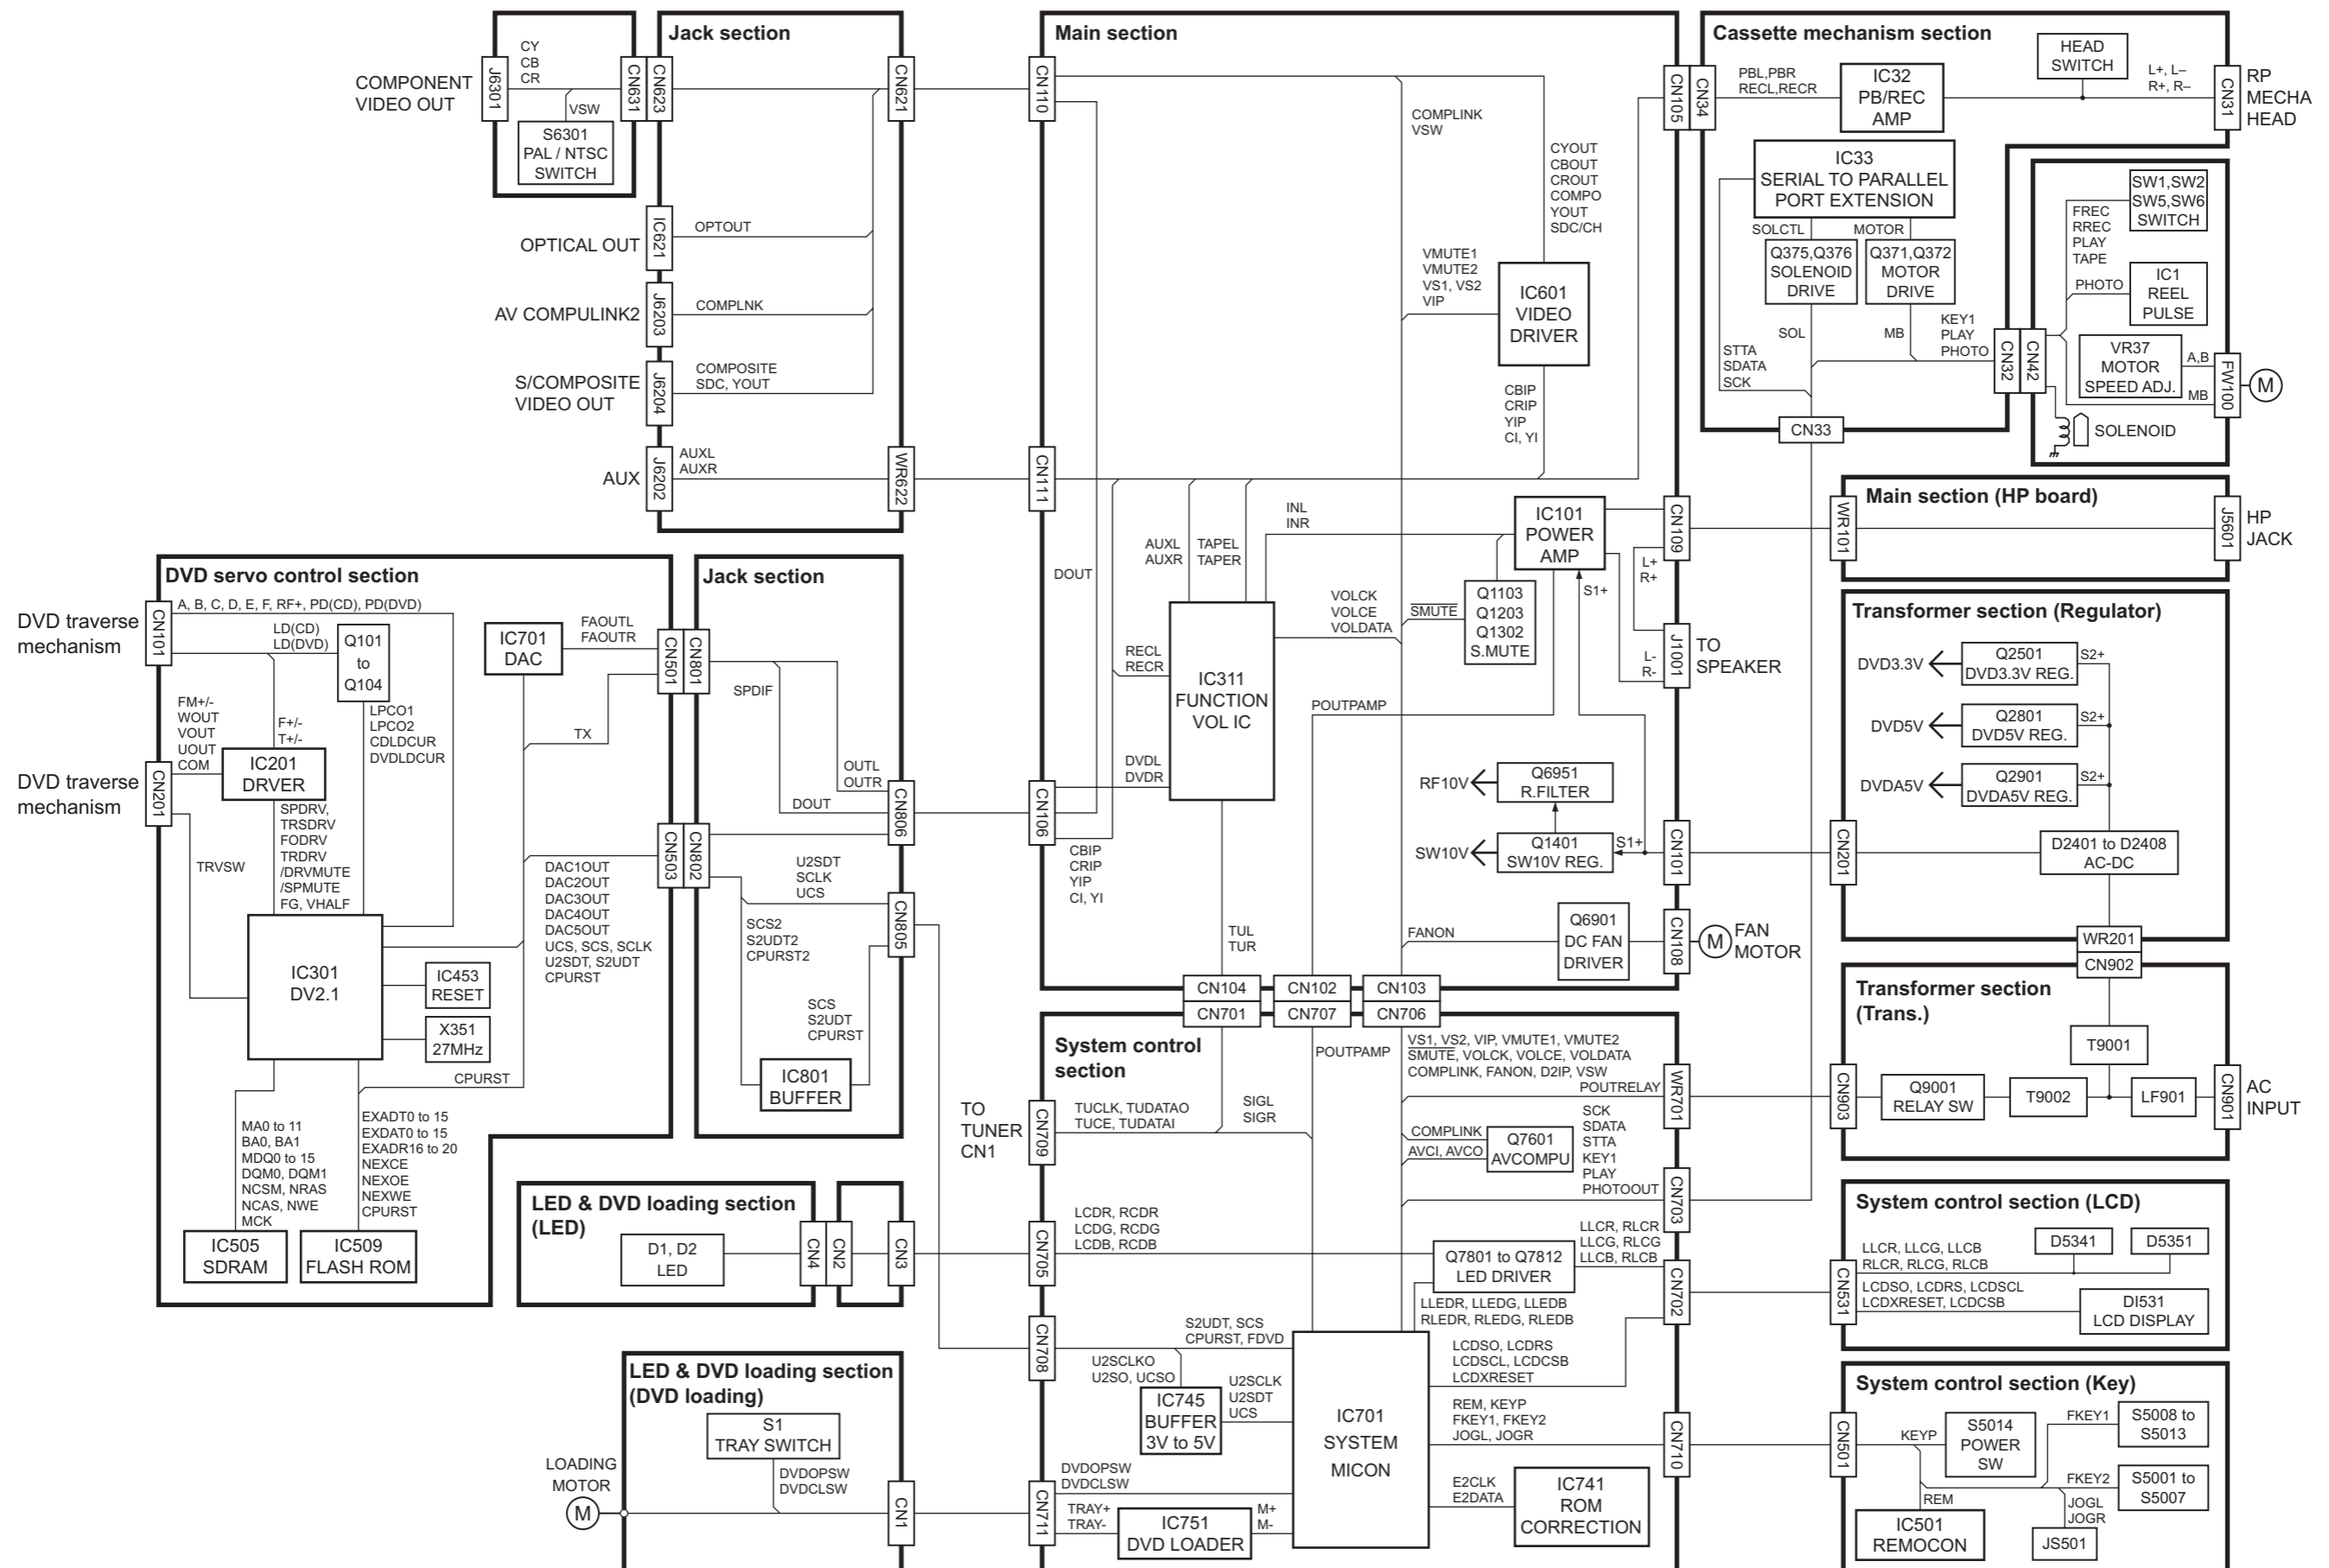 Jack section
COMPONENT
VIDEO OUT
J6301
CY
CB
CR
VSW
S6301
PAL / NTSC
SWITCH
CN631
CN623
CN621
OPTICAL OUT
IC621
OPTOUT
AV COMPULINK2
J6203
COMPLNK
S/COMPOSITE
VIDEO OUT
J6204
COMPOSITE
SDC, YOUT
AUX
J6202
AUXL
AUXR
WR622
Main section
CN110
CN111
COMPLINK
VSW
CYOUT
CBOUT
CROUT
COMPO
YOUT
SDC/CH
VMUTE1
VMUTE2
VS1, VS2
VIP
IC601
VIDEO
DRIVER
CBIP
CRIP
YIP
CI, YI
CN105
INL
INR
IC101
POWER
AMP
CN109
L+
R+
S1+
L-
R-
J1001
TO
SPEAKER
AUXL
AUXR
TAPEL
TAPER
DOUT
VOLCK
VOLCE
VOLDATA
SMUTE
Q1103
Q1203
Q1302
S.MUTE
RECL
RECR
IC311
FUNCTION
VOL IC
POUTPAMP
DVDL
DVDR
CN106
CBIP
CRIP
YIP
CI, YI
RF10V
Q6951
R.FILTER
SW10V
Q1401
SW10V REG.
S1+
CN101
TUL
TUR
FANON
Q6901
DC FAN
DRIVER
CN108
M
FAN
MOTOR
CN104
CN102
CN103
Cassette mechanism section
CN34
PBL,PBR
RECL,RECR
IC32
PB/REC
AMP
HEAD
SWITCH
L+, L–
R+, R–
CN31
RP
MECHA
HEAD
IC33
SERIAL TO PARALLEL
PORT EXTENSION
SOLCTL
MOTOR
Q375,Q376
SOLENOID
DRIVE
Q371,Q372
MOTOR
DRIVE
SOL
MB
KEY1
PLAY
PHOTO
STTA
SDATA
SCK
CN33
CN32
CN42
SW1,SW2
SW5,SW6
SWITCH
FREC
RREC
PLAY
TAPE
PHOTO
IC1
REEL
PULSE
VR37
MOTOR
SPEED ADJ.
A,B
MB
FW100
M
SOLENOID
Main section (HP board)
WR101
J5601
HP
JACK
Transformer section (Regulator)
DVD3.3V
Q2501
DVD3.3V REG.
S2+
DVD5V
Q2801
DVD5V REG.
S2+
DVDA5V
Q2901
DVDA5V REG.
S2+
CN201
D2401 to D2408
AC-DC
WR201
CN902
Transformer section
(Trans.)
T9001
CN903
Q9001
RELAY SW
T9002
LF901
CN901
AC
INPUT
DVD servo control section
DVD traverse
mechanism
CN101
A, B, C, D, E, F, RF+, PD(CD), PD(DVD)
LD(CD)
LD(DVD)
Q101
to
Q104
IC701
DAC
FAOUTL
FAOUTR
CN501
FM+/-
WOUT
VOUT
UOUT
COM
F+/-
T+/-
LPCO1
LPCO2
CDLDCUR
DVDLDCUR
TX
DVD traverse
mechanism
CN201
IC201
DRVER
SPDRV,
TRSDRV
FODRV
TRDRV
/DRVMUTE
/SPMUTE
FG, VHALF
TRVSW
CN503
DAC1OUT
DAC2OUT
DAC3OUT
DAC4OUT
DAC5OUT
UCS, SCS, SCLK
U2SDT, S2UDT
CPURST
IC301
DV2.1
IC453
RESET
X351
27MHz
CPURST
MA0 to 11
BA0, BA1
MDQ0 to 15
DQM0, DQM1
NCSM, NRAS
NCAS, NWE
MCK
EXADT0 to 15
EXDAT0 to 15
EXADR16 to 20
NEXCE
NEXOE
NEXWE
CPURST
IC505
SDRAM
IC509
FLASH ROM
Jack section
CN801
SPDIF
OUTL
OUTR
DOUT
CN806
CN802
U2SDT
SCLK
UCS
SCS2
S2UDT2
CPURST2
CN805
SCS
S2UDT
CPURST
IC801
BUFFER
LED & DVD loading section
(LED)
D1, D2
LED
CN4
CN2
CN3
LED & DVD loading section
(DVD loading)
S1
TRAY SWITCH
LOADING
MOTOR
M
DVDOPSW
DVDCLSW
CN1
CN701
CN707
CN706
System control
section
POUTPAMP
VS1, VS2, VIP, VMUTE1, VMUTE2
SMUTE, VOLCK, VOLCE, VOLDATA
COMPLINK, FANON, D2IP, VSW
POUTRELAY
WR701
TO
TUNER
CN1
CN709
TUCLK, TUDATAO
TUCE, TUDATAI
SIGL
SIGR
COMPLINK
AVCI, AVCO
Q7601
AVCOMPU
SCK
SDATA
STTA
KEY1
PLAY
PHOTOOUT
CN703
CN705
LCDR, RCDR
LCDG, RCDG
LCDB, RCDB
Q7801 to Q7812
LED DRIVER
LLCR, RLCR
LLCG, RLCG
LLCB, RLCB
CN702
LLEDR, LLEDG, LLEDB
RLEDR, RLEDG, RLEDB
CN708
S2UDT, SCS
CPURST, FDVD
U2SCLKO
U2SO, UCSO
IC745
BUFFER
3V to 5V
U2SCLK
U2SDT
UCS
IC701
SYSTEM
MICON
LCDSO, LCDRS
LCDSCL, LCDCSB
LCDXRESET
REM, KEYP
FKEY1, FKEY2
JOGL, JOGR
CN710
E2CLK
E2DATA
IC741
ROM
CORRECTION
CN711
DVDOPSW
DVDCLSW
TRAY+
TRAY-
IC751
DVD LOADER
M+
M-
System control section (LCD)
CN531
LLCR, LLCG, LLCB
RLCR, RLCG, RLCB
D5341
D5351
LCDSO, LCDRS, LCDSCL
LCDXRESET, LCDCSB
DI531
LCD DISPLAY
System control section (Key)
CN501
KEYP
S5014
POWER
SW
FKEY1
S5008 to
S5013
FKEY2
S5001 to
S5007
REM
IC501
REMOCON
JOGL
JOGR
JS501